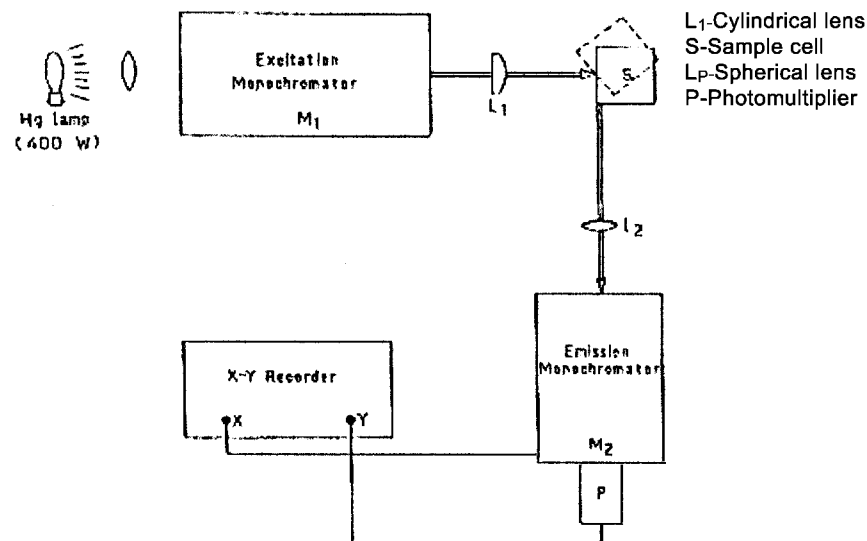 L1-Cylindrical lens
S-Sample cell
LP-Spherical lens
P-Photomultiplier
Hg lamp
(400 W)
Excitation
Monochromator
M1
L1
S
L2
Emission
Monochromator
M2
P
X-Y Recorder
X
Y